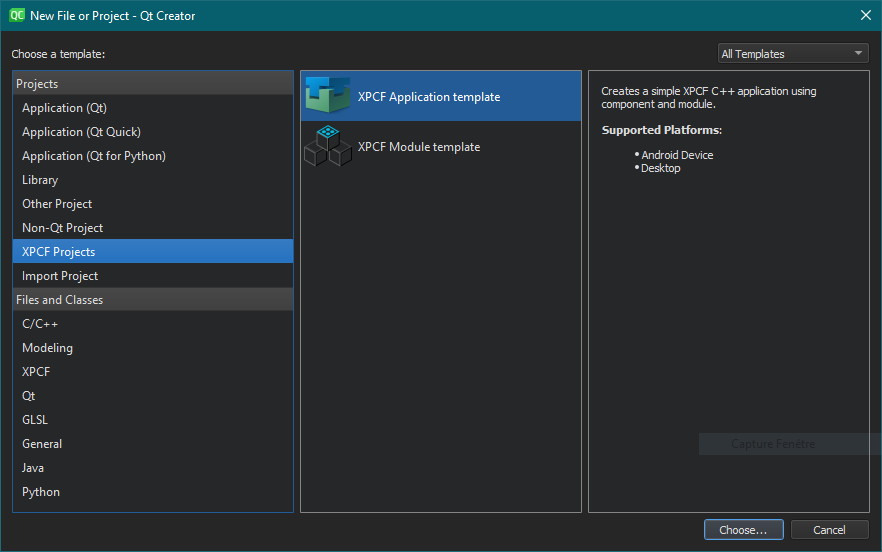 QC New File or Project - Qt Creator
Choose a template:
All Templates
Projects
Application (Qt)
Application (Qt Quick)
Application (Qt for Python)
Library
Other Project
Non-Qt Project
XPCF Projects
Import Project
Files and Classes
C/C++
Modeling
XPCF
Qt
GLSL
General
Java
Python
XPCF Application template
XPCF Module template
Creates a simple XPCF C++ application using
component and module.
Supported Platforms:
• Android Device
• Desktop
Capture Fenêtre
Choose...
Cancel